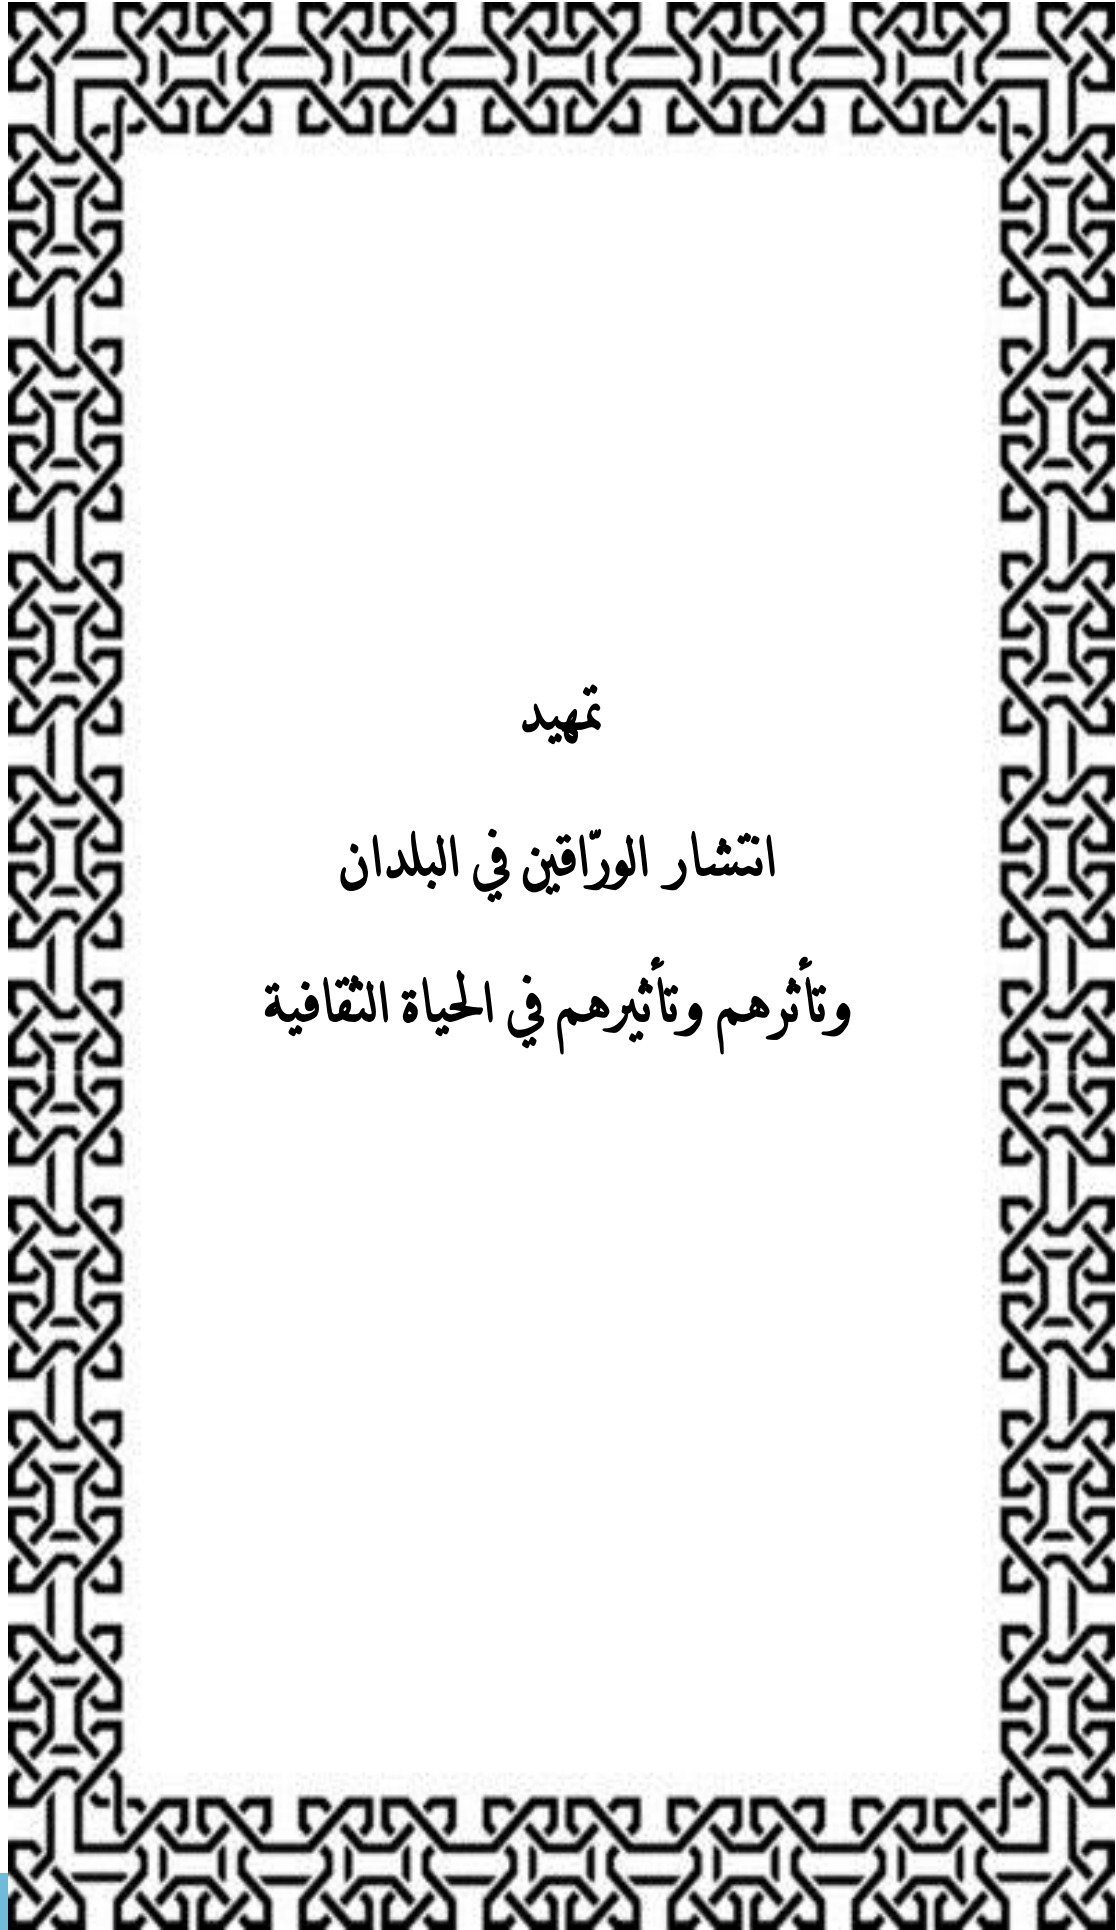 تمهيد
انتشار الورّاقين في البلدان
وتأثرهم وتأثيرهم في الحياة الثقافية